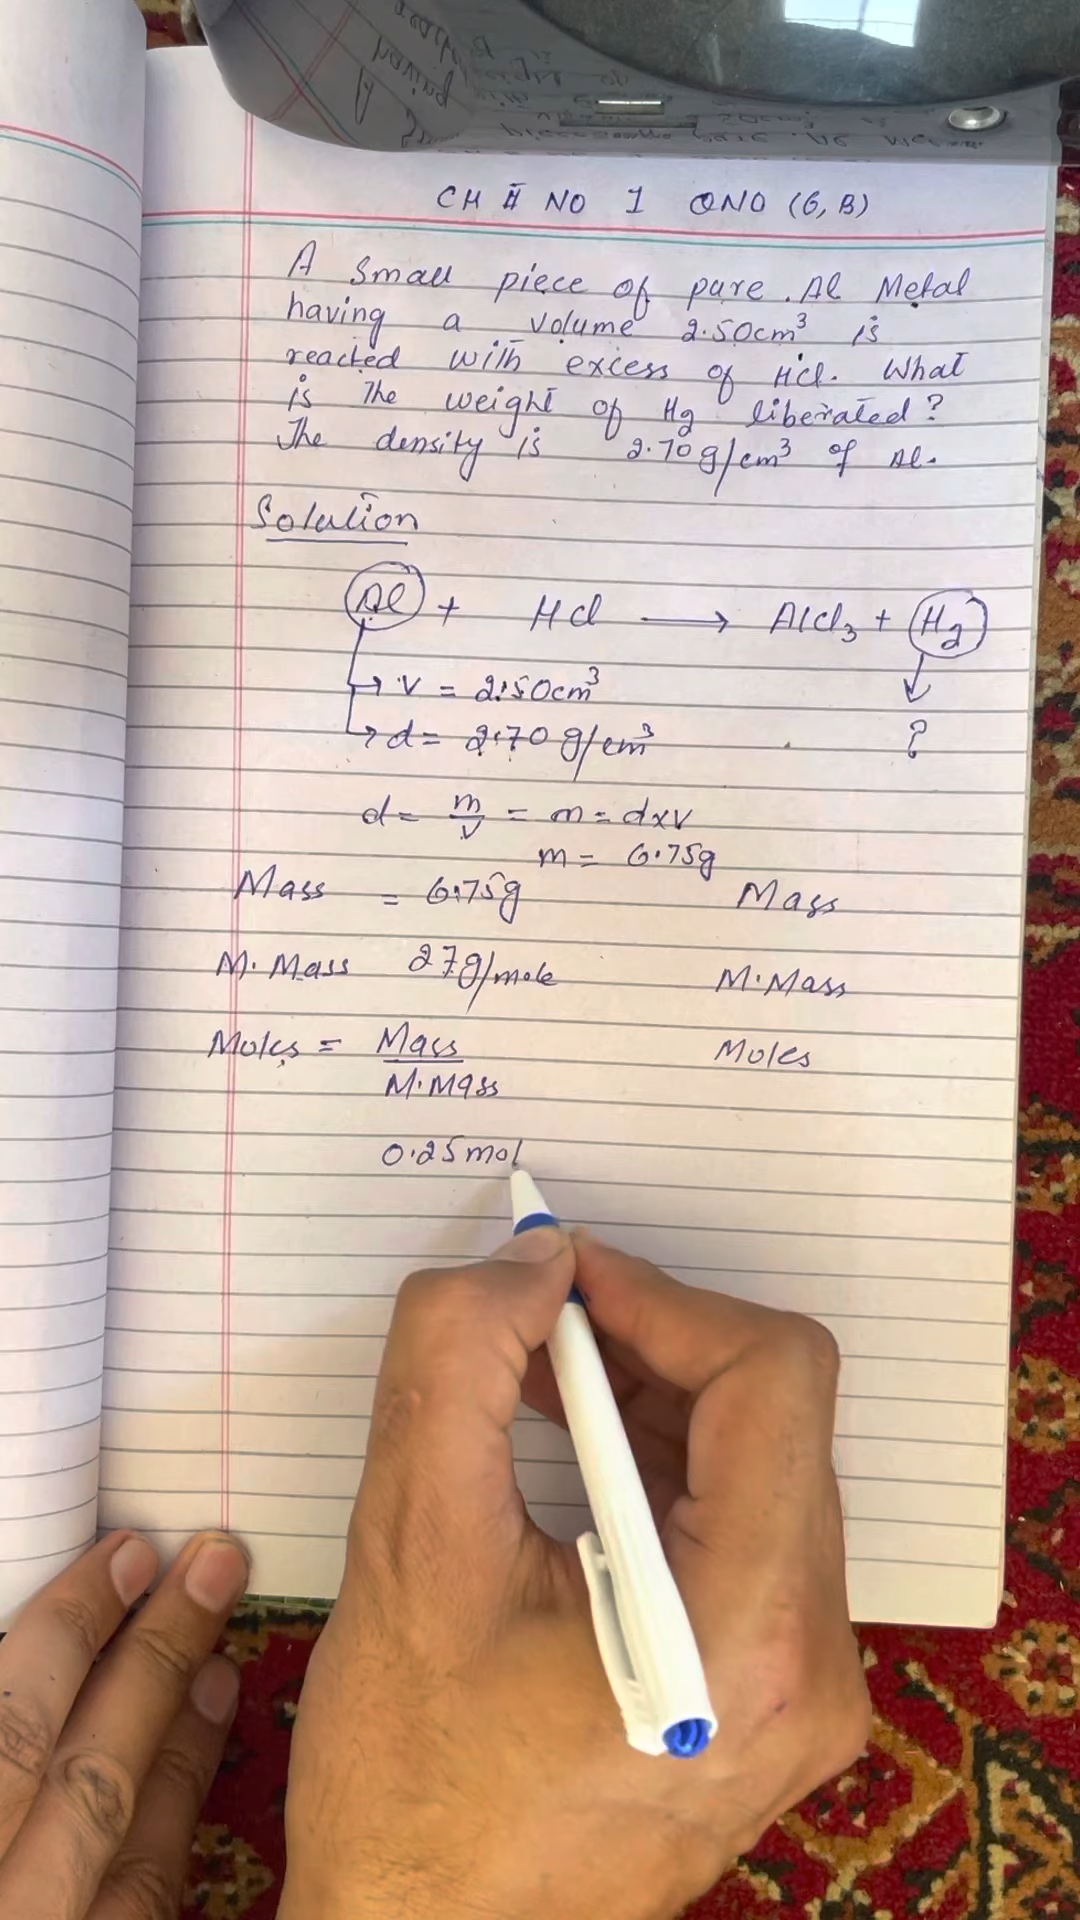 CH # NO 1 QNO (6, B)
A Small piece of pure Al Metal
having a volume 2.50cm³ is
reacted with excess of HCl. What
is The weight of Hg liberated?
The density is 2.70g/cm³ of Al.
Solution
Al + HCl → AlCl₃ + H₂
→ V = 2.50cm³
→ d = 2.70 g/cm³ ?
d = m/v = m = d×V
m = 6.75g
Mass = 6.75g Mass
M. Mass 27g/mole M. Mass
Moles = Mass Moles
M. Mass
0.25mol